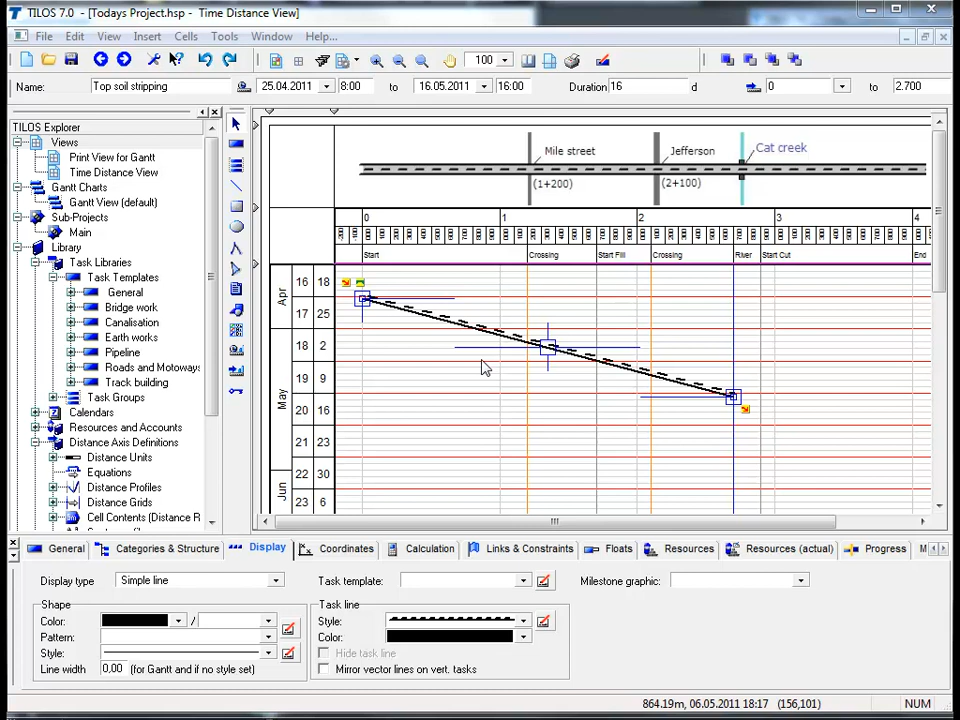 TILOS 7.0 - [Todays Project.hsp - Time Distance View]
File Edit View Insert Cells Tools Window Help...
100
Name: Top soil stripping 25.04.2011 8:00 to 16.05.2011 16:00 Duration 16 d 0 to 2.700
TILOS Explorer
Views
Print View for Gantt
Time Distance View
Gantt Charts
Gantt View (default)
Sub-Projects
Main
Library
Task Libraries
Task Templates
General
Bridge work
Canalisation
Earth works
Pipeline
Roads and Motorways
Track building
Task Groups
Calendars
Resources and Accounts
Distance Axis Definitions
Distance Units
Equations
Distance Profiles
Distance Grids
Cell Contents (Distance R
Mile street Jefferson Cat creek
(1+200) (2+100)
0 1 2 3 4
Start Crossing Start Fill Crossing River Start Cut End
Apr 16 18
17 25
18 2
May 19 9
20 16
21 23
22 30
Jun 23 6
General Categories & Structure Display Coordinates Calculation Links & Constraints Floats Resources Resources (actual) Progress M
Display type Simple line Task template: Milestone graphic:
Shape Task line
Color: / Style:
Pattern: Color:
Style: Hide task line
Line width 0,00 (for Gantt and if no style set) Mirror vector lines on vert. tasks
864.19m, 06.05.2011 18:17 (156,101) NUM